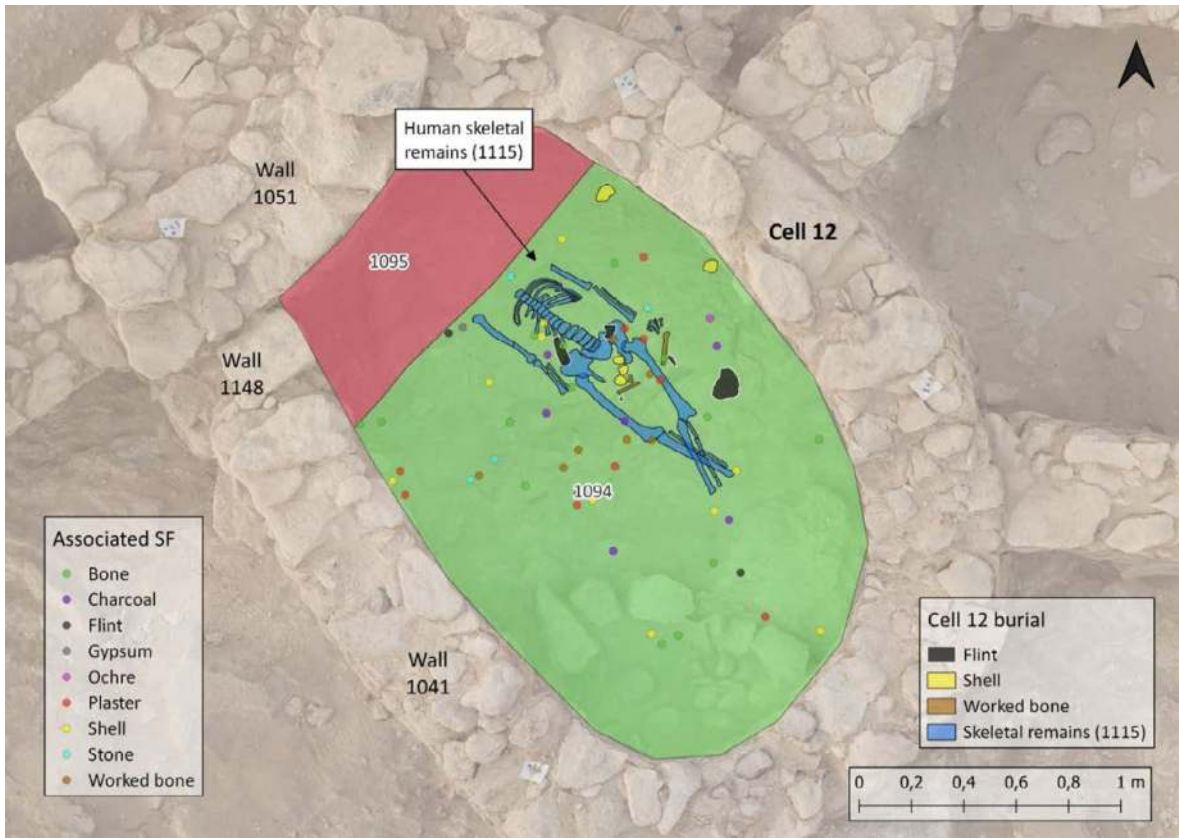 Human skeletal
remains (1115)
Wall
1051
Cell 12
1095
Wall
1148
1094
Wall
1041
Associated SF
Bone
Charcoal
Flint
Gypsum
Ochre
Plaster
Shell
Stone
Worked bone
Cell 12 burial
Flint
Shell
Worked bone
Skeletal remains (1115)
0 0,2 0,4 0,6 0,8 1 m